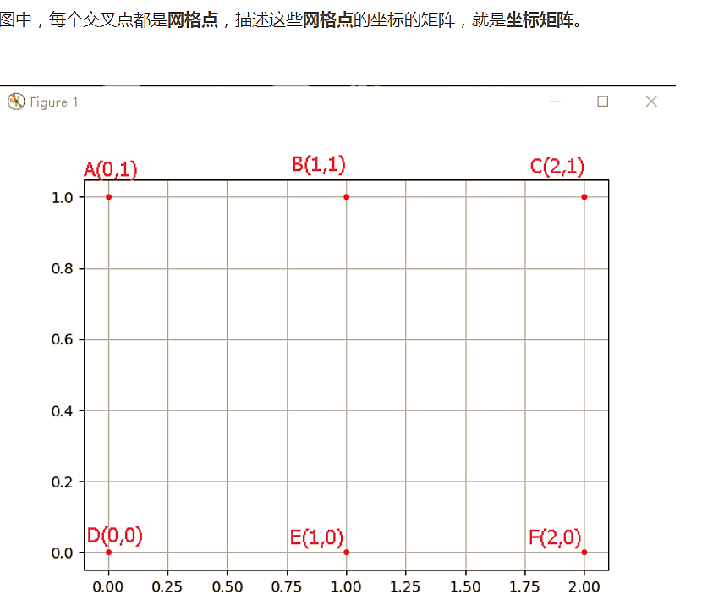 图中，每个交叉点都是网格点，描述这些网格点的坐标的矩阵，就是坐标矩阵。
Figure 1
A(0,1)
B(1,1)
C(2,1)
1.0
0.8
0.6
0.4
0.2
D(0,0)
E(1,0)
F(2,0)
0.0
0.00 0.25 0.50 0.75 1.00 1.25 1.50 1.75 2.00